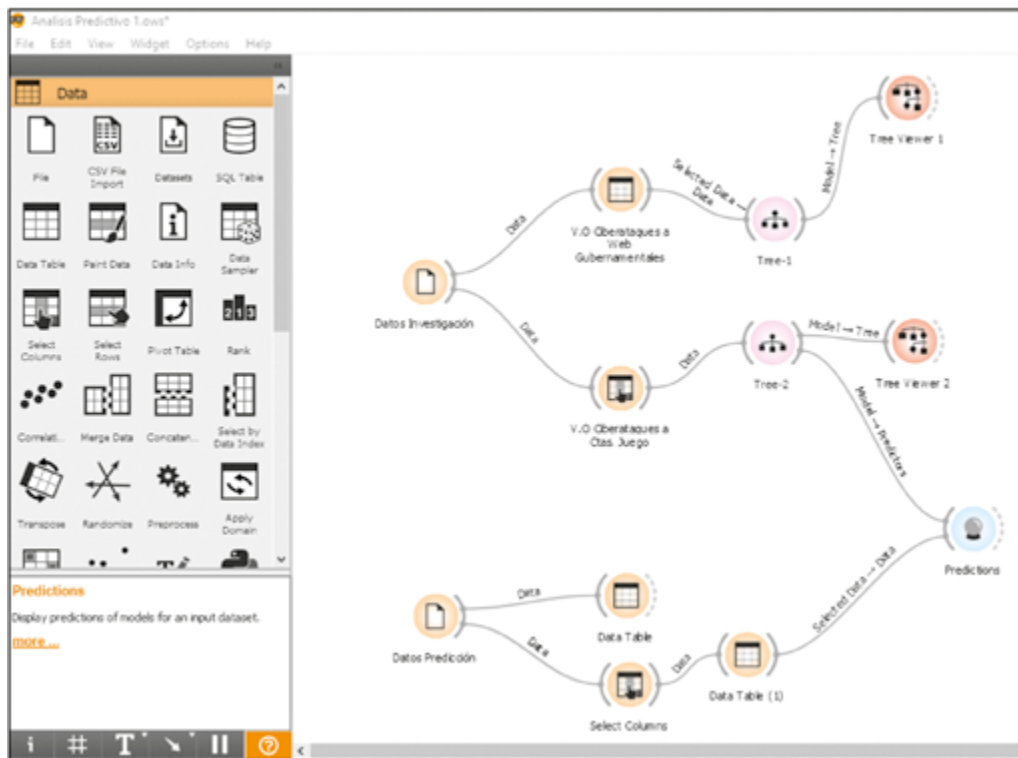 Analisis Predictivo 1.ows*
File Edit View Widget Options Help
Data
File
CSV File
Import
Datasets
SQL Table
Data Table
Paint Data
Data Info
Data
Sampler
Select
Columns
Select
Rows
Pivot Table
Rank
Correlati...
Merge Data
Concaten...
Select by
Data Index
Transpose
Randomize
Preprocess
Apply
Domain
Predictions
Display predictions of models for an input dataset.
more ...
Tree Viewer 1
Model → Tree
Selected Data →
Data
Data
V.O Cberataques a
Web
Gubernamentales
Tree-1
Datos Investigación
Data
Data
Model → Tree
Tree-2
Tree Viewer 2
V.O Cberataques a
Ctas. Juego
Model → Predictors
Predictions
Selected Data → Data
Data
Data Table
Datos Predicción
Data
Data
Data Table (1)
Select Columns